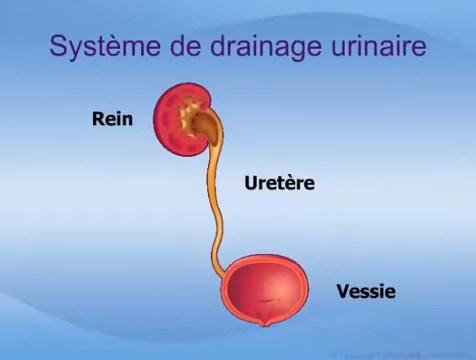 Système de drainage urinaire
Rein
Uretère
Vessie